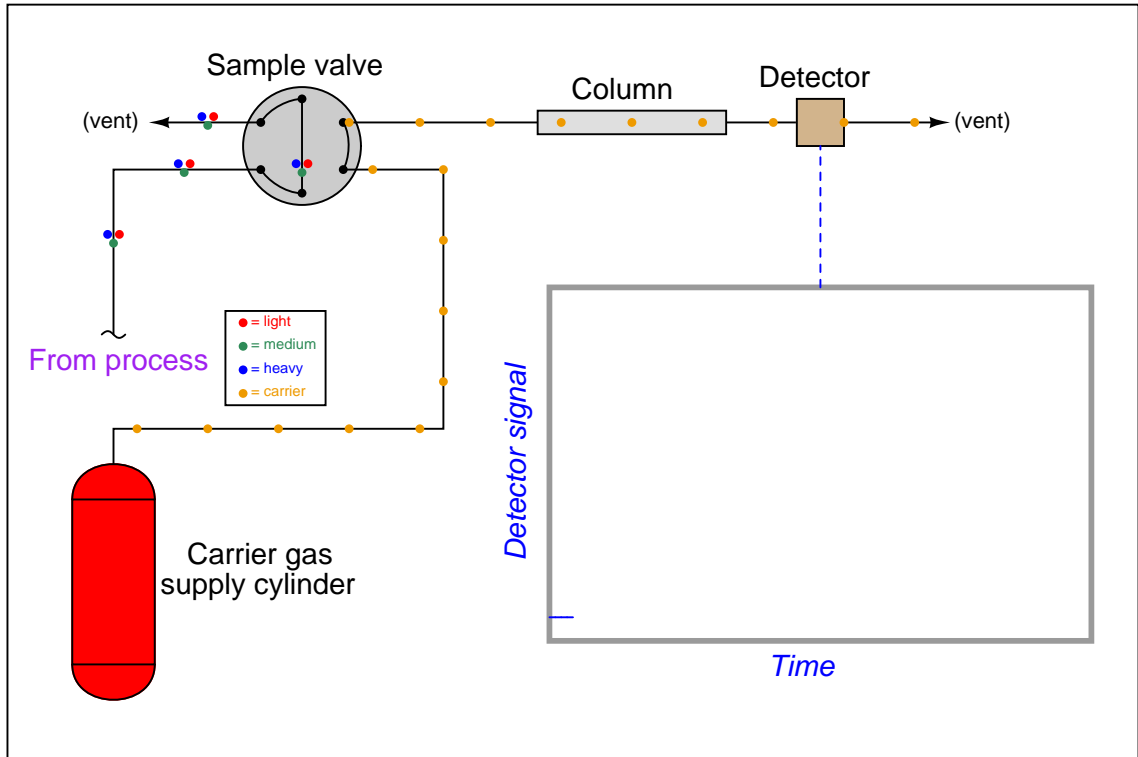 Sample valve
Column
Detector
(vent)
(vent)
= light
= medium
= heavy
= carrier
From process
Detector signal
Carrier gas
supply cylinder
Time